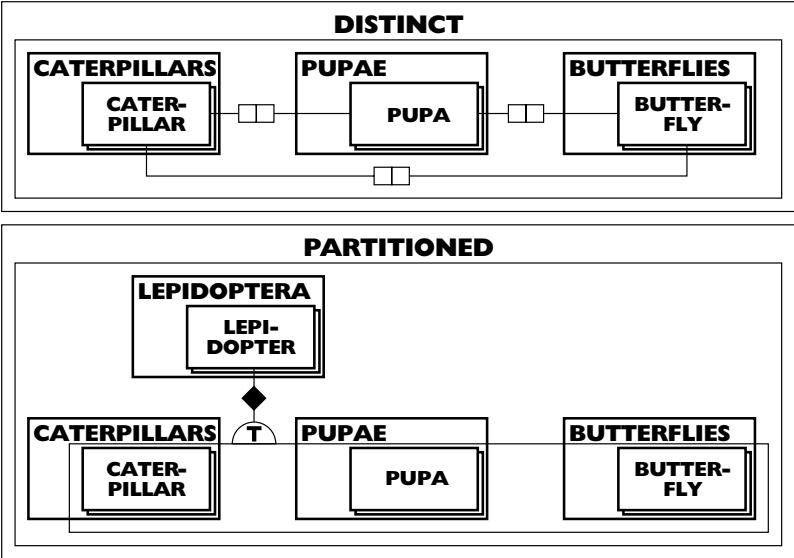 DISTINCT
CATERPILLARS
PUPAE
BUTTERFLIES
CATER-
PILLAR
PUPA
BUTTER-
FLY
PARTITIONED
LEPIDOPTERA
LEPI-
DOPTER
CATERPILLARS
T
PUPAE
BUTTERFLIES
CATER-
PILLAR
PUPA
BUTTER-
FLY